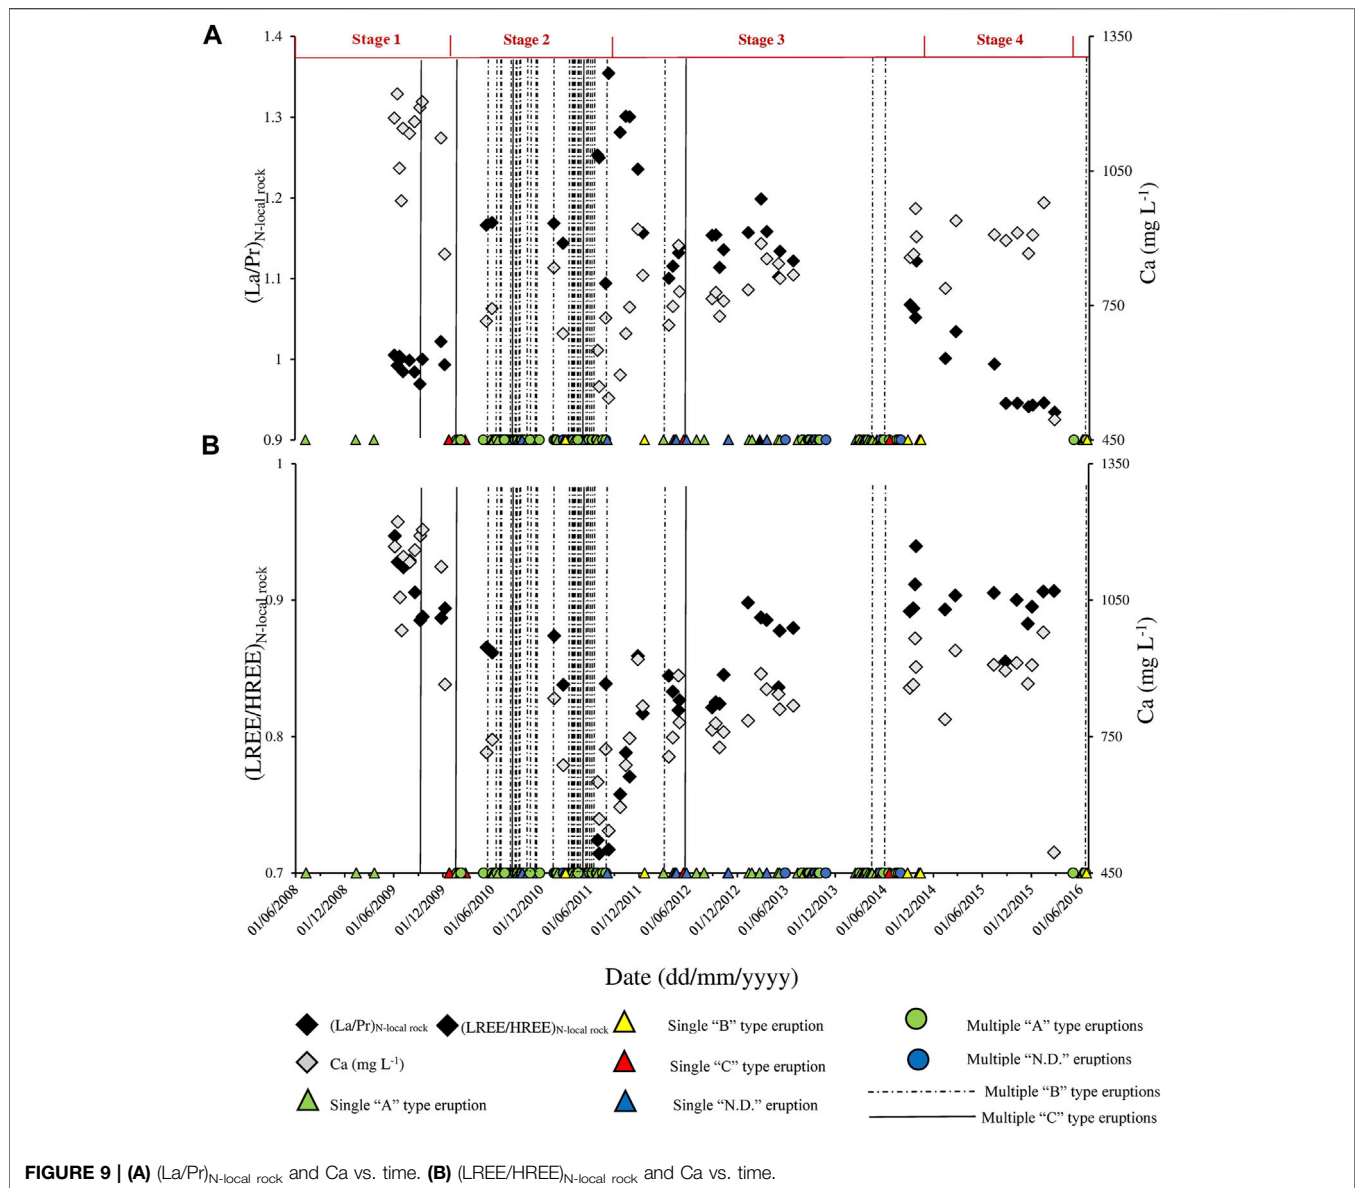 A
Stage 1 Stage 2 Stage 3 Stage 4
1.4
1.3
1.2
1.1
1
0.9
(La/Pr)N-local rock
1350
1050
750
450
Ca (mg L-1)
B
1
0.9
0.8
0.7
(LREE/HREE)N-local rock
1350
1050
750
450
Ca (mg L-1)
01/06/2008 01/12/2008 01/06/2009 01/12/2009 01/06/2010 01/12/2010 01/06/2011 01/12/2011 01/06/2012 01/12/2012 01/06/2013 01/12/2013 01/06/2014 01/12/2014 01/06/2015 01/12/2015 01/06/2016
Date (dd/mm/yyyy)
(La/Pr)N-local rock (LREE/HREE)N-local rock Single “B” type eruption Multiple “A” type eruptions
Ca (mg L-1) Single “C” type eruption Multiple “N.D.” eruptions
Single “A” type eruption Single “N.D.” eruption Multiple “B” type eruptions
Multiple “C” type eruptions
FIGURE 9 | (A) (La/Pr)N-local rock and Ca vs. time. (B) (LREE/HREE)N-local rock and Ca vs. time.